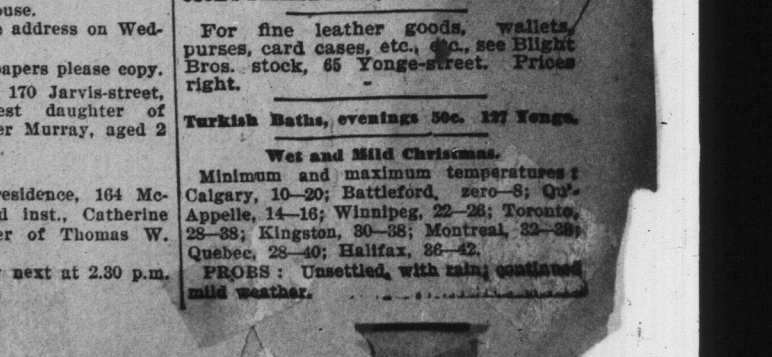 ouse.
address on Wed-
apers please copy.
170 Jarvis-street,
est daughter of
er Murray, aged 2
residence, 164 Mc-
d inst., Catherine
er of Thomas W.
next at 2.30 p.m.
For fine leather goods, wallets,
purses, card cases, etc., etc., see Blight
Bros. stock, 65 Yonge-street. Prices
right.
Turkish Baths, evenings 50c. 127 Yonge.
Wet and Mild Christmas.
Minimum and maximum temperatures:
Calgary, 10—20; Battleford, zero—8; Qu'-
Appelle, 14—16; Winnipeg, 22—26; Toronto,
28—38; Kingston, 30—38; Montreal, 32—38;
Quebec, 28—40; Halifax, 36—42.
PROBS: Unsettled, with rain; continued
mild weather.